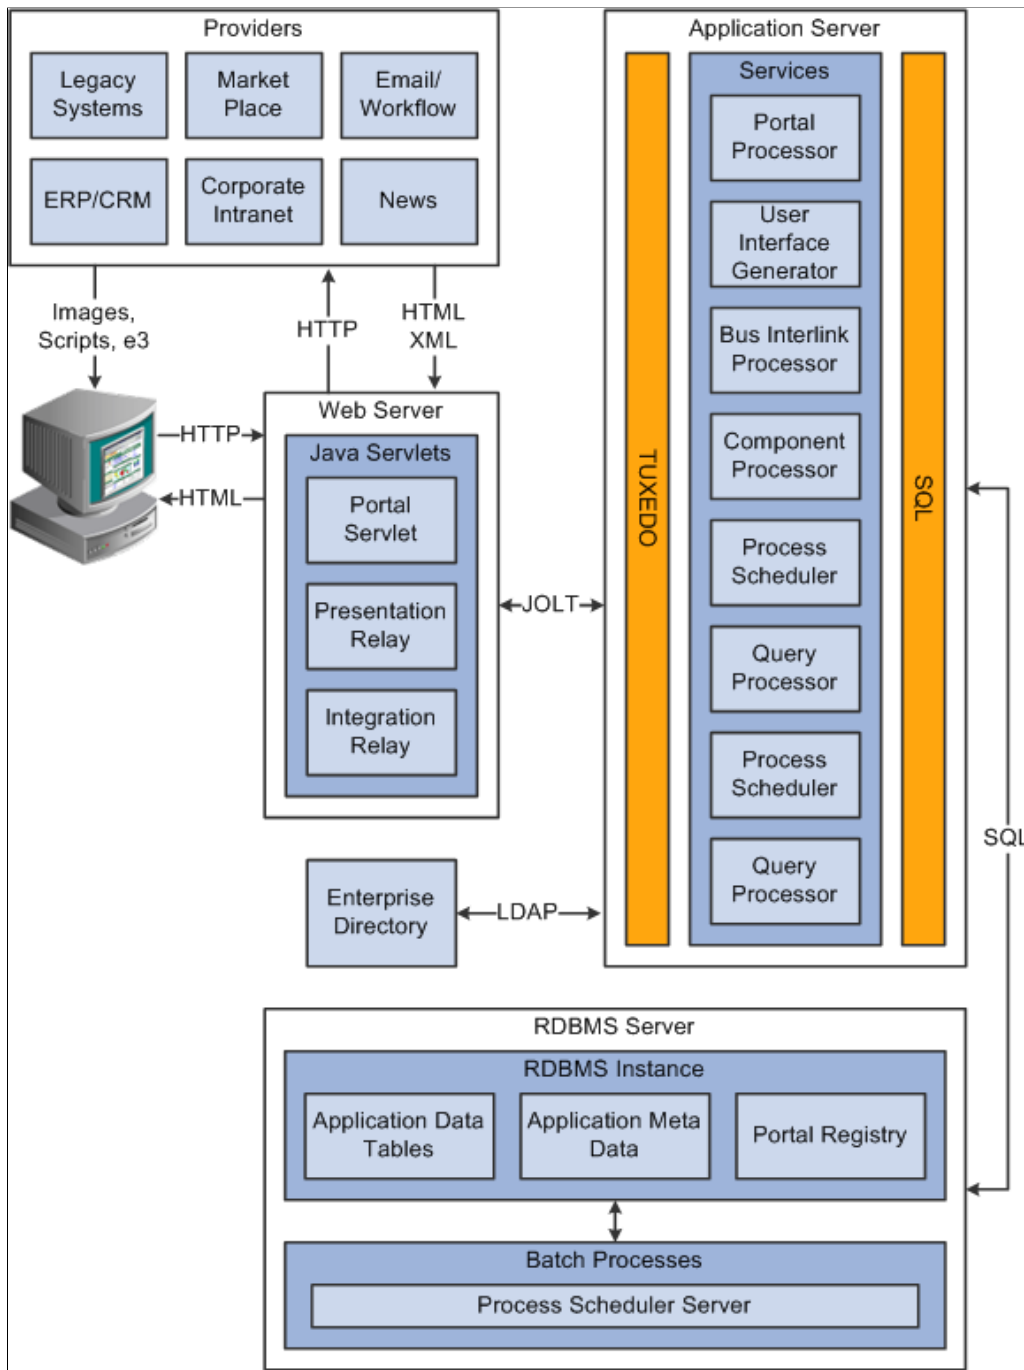 Providers
Legacy
Systems
Market
Place
Email/
Workflow
ERP/CRM
Corporate
Intranet
News
Images,
Scripts, e3
HTTP
HTML
XML
HTTP
HTML
Web Server
Java Servlets
Portal
Servlet
Presentation
Relay
Integration
Relay
JOLT
Enterprise
Directory
LDAP
Application Server
TUXEDO
Services
Portal
Processor
User
Interface
Generator
Bus Interlink
Processor
Component
Processor
Process
Scheduler
Query
Processor
Process
Scheduler
Query
Processor
SQL
SQL
RDBMS Server
RDBMS Instance
Application Data
Tables
Application Meta
Data
Portal Registry
Batch Processes
Process Scheduler Server